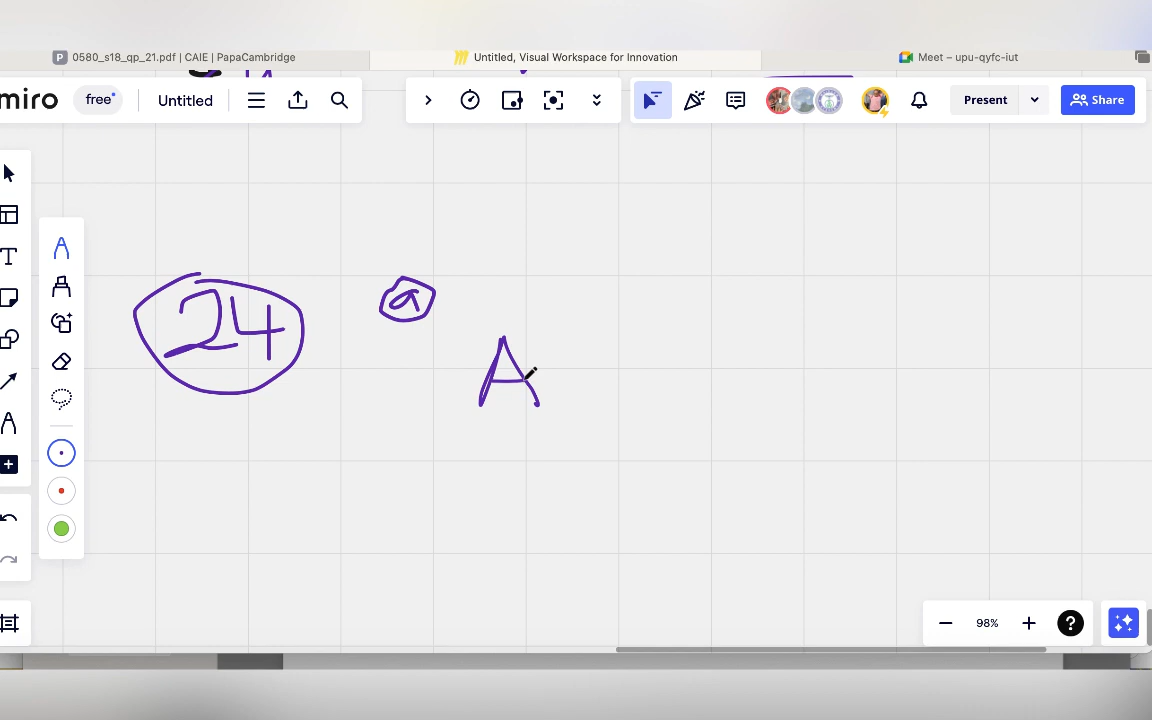 0580_s18_qp_21.pdf | CAIE | PapaCambridge
Untitled, Visual Workspace for Innovation
Meet – upu-qyfc-iut
miro
free
Untitled
Present
Share
24
a
A
98%